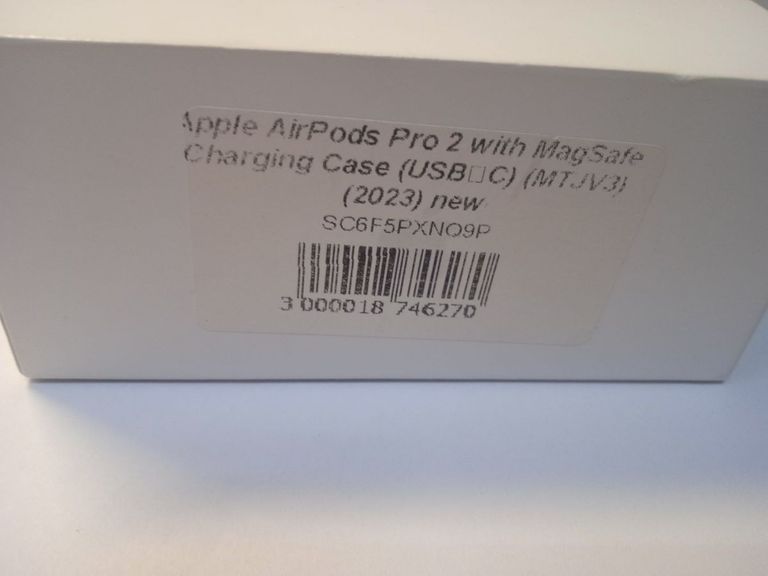 Apple AirPods Pro 2 with MagSafe
Charging Case (USB□C) (MTJV3)
(2023) new
SC6F5PXNO9P
3 000018 746270